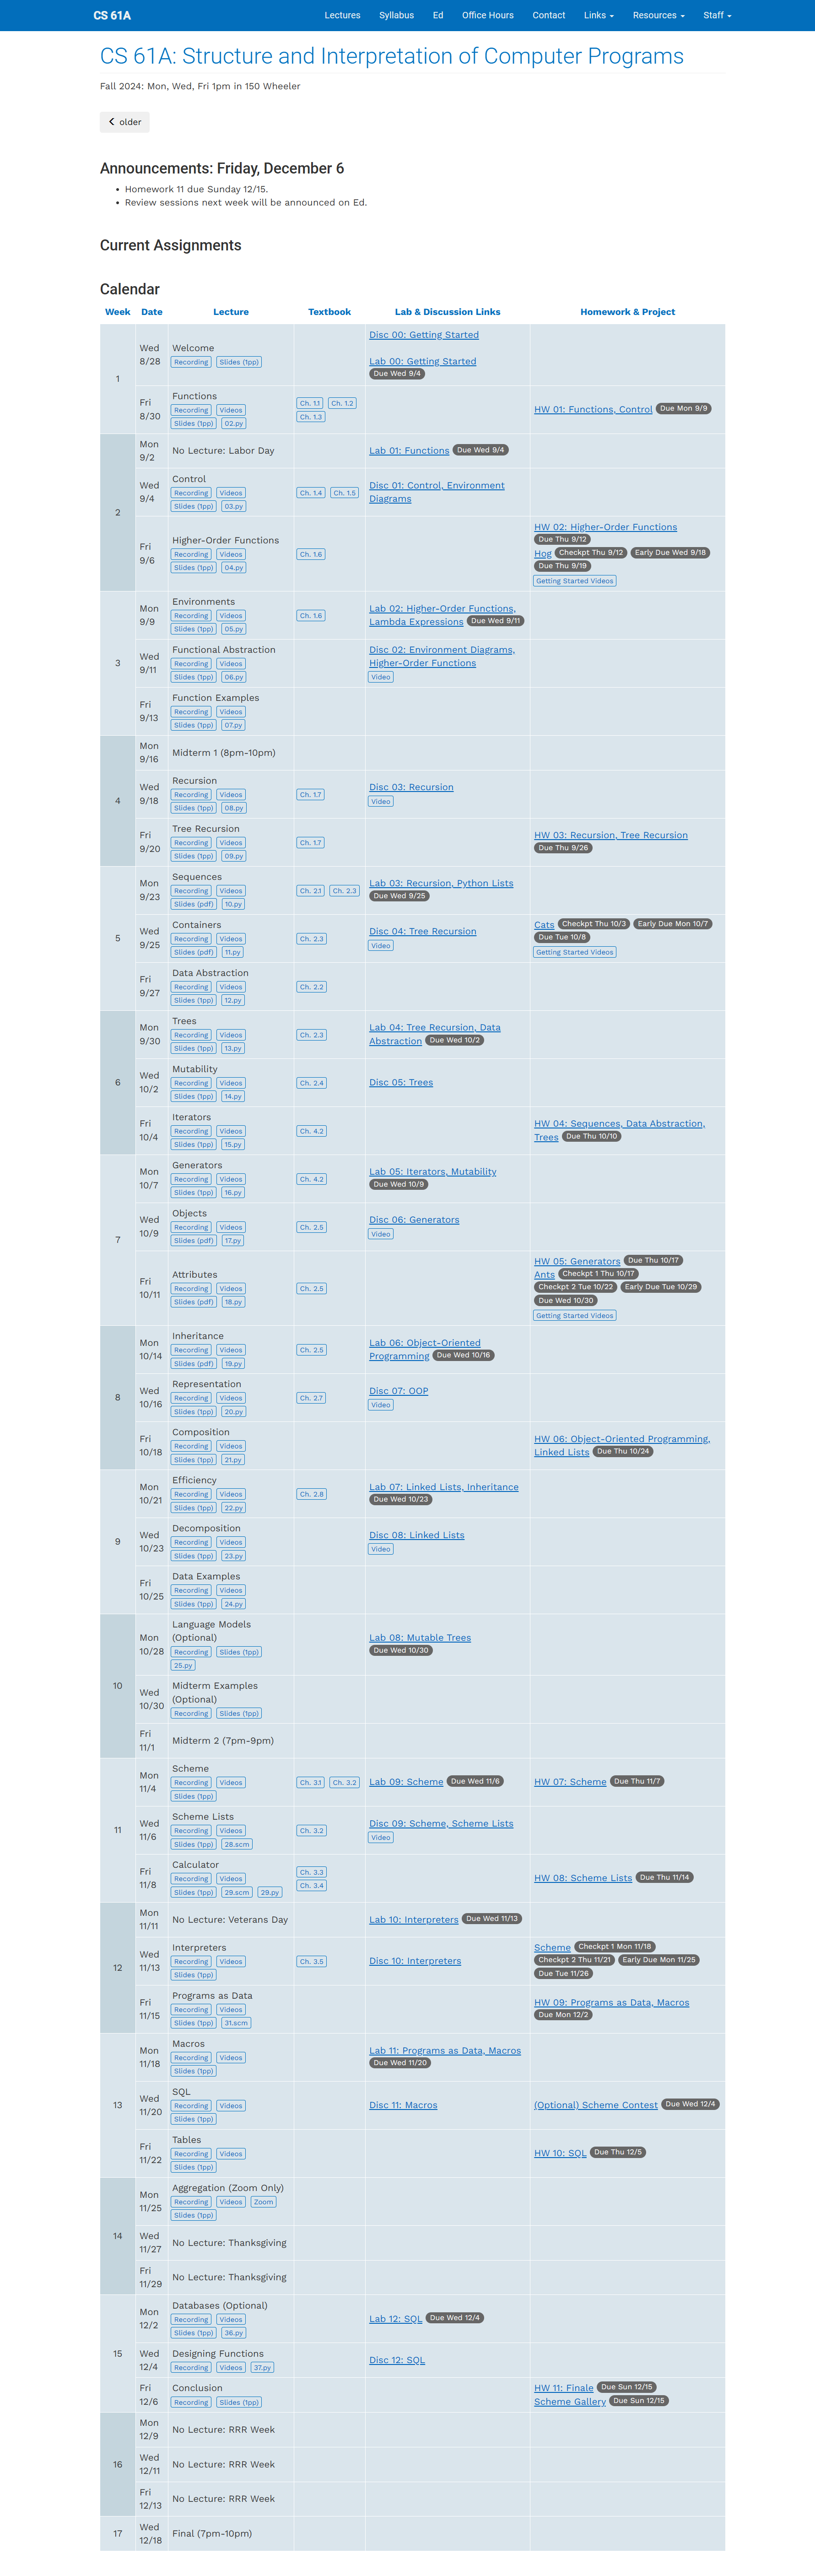 CS 61A Lectures Syllabus Ed Office Hours Contact Links Resources Staff
CS 61A: Structure and Interpretation of Computer Programs
Fall 2024: Mon, Wed, Fri 1pm in 150 Wheeler
older
Announcements: Friday, December 6
Homework 11 due Sunday 12/15.
Review sessions next week will be announced on Ed.
Current Assignments
Calendar
Week Date Lecture Textbook Lab & Discussion Links Homework & Project
1
Wed
8/28
Welcome
Recording Slides (1pp)
Disc 00: Getting Started
Lab 00: Getting Started
Due Wed 9/4
Fri
8/30
Functions
Recording Videos
Slides (1pp) 02.py
Ch. 1.1 Ch. 1.2
Ch. 1.3
HW 01: Functions, Control Due Mon 9/9
2
Mon
9/2
No Lecture: Labor Day
Lab 01: Functions Due Wed 9/4
Wed
9/4
Control
Recording Videos
Slides (1pp) 03.py
Ch. 1.4 Ch. 1.5
Disc 01: Control, Environment
Diagrams
Fri
9/6
Higher-Order Functions
Recording Videos
Slides (1pp) 04.py
Ch. 1.6
HW 02: Higher-Order Functions
Due Thu 9/12
Hog Checkpt Thu 9/12 Early Due Wed 9/18
Due Thu 9/19
Getting Started Videos
3
Mon
9/9
Environments
Recording Videos
Slides (1pp) 05.py
Ch. 1.6
Lab 02: Higher-Order Functions,
Lambda Expressions Due Wed 9/11
Wed
9/11
Functional Abstraction
Recording Videos
Slides (1pp) 06.py
Disc 02: Environment Diagrams,
Higher-Order Functions
Video
Fri
9/13
Function Examples
Recording Videos
Slides (1pp) 07.py
4
Mon
9/16
Midterm 1 (8pm-10pm)
Wed
9/18
Recursion
Recording Videos
Slides (1pp) 08.py
Ch. 1.7
Disc 03: Recursion
Video
Fri
9/20
Tree Recursion
Recording Videos
Slides (1pp) 09.py
Ch. 1.7
HW 03: Recursion, Tree Recursion
Due Thu 9/26
5
Mon
9/23
Sequences
Recording Videos
Slides (pdf) 10.py
Ch. 2.1 Ch. 2.3
Lab 03: Recursion, Python Lists
Due Wed 9/25
Wed
9/25
Containers
Recording Videos
Slides (pdf) 11.py
Ch. 2.3
Disc 04: Tree Recursion
Video
Cats Checkpt Thu 10/3 Early Due Mon 10/7
Due Tue 10/8
Getting Started Videos
Fri
9/27
Data Abstraction
Recording Videos
Slides (1pp) 12.py
Ch. 2.2
6
Mon
9/30
Trees
Recording Videos
Slides (1pp) 13.py
Ch. 2.3
Lab 04: Tree Recursion, Data
Abstraction Due Wed 10/2
Wed
10/2
Mutability
Recording Videos
Slides (1pp) 14.py
Ch. 2.4
Disc 05: Trees
Fri
10/4
Iterators
Recording Videos
Slides (1pp) 15.py
Ch. 4.2
HW 04: Sequences, Data Abstraction,
Trees Due Thu 10/10
7
Mon
10/7
Generators
Recording Videos
Slides (1pp) 16.py
Ch. 4.2
Lab 05: Iterators, Mutability
Due Wed 10/9
Wed
10/9
Objects
Recording Videos
Slides (pdf) 17.py
Ch. 2.5
Disc 06: Generators
Video
Fri
10/11
Attributes
Recording Videos
Slides (pdf) 18.py
Ch. 2.5
HW 05: Generators Due Thu 10/17
Ants Checkpt 1 Thu 10/17
Checkpt 2 Tue 10/22 Early Due Tue 10/29
Due Wed 10/30
Getting Started Videos
8
Mon
10/14
Inheritance
Recording Videos
Slides (pdf) 19.py
Ch. 2.5
Lab 06: Object-Oriented
Programming Due Wed 10/16
Wed
10/16
Representation
Recording Videos
Slides (1pp) 20.py
Ch. 2.7
Disc 07: OOP
Video
Fri
10/18
Composition
Recording Videos
Slides (1pp) 21.py
HW 06: Object-Oriented Programming,
Linked Lists Due Thu 10/24
9
Mon
10/21
Efficiency
Recording Videos
Slides (1pp) 22.py
Ch. 2.8
Lab 07: Linked Lists, Inheritance
Due Wed 10/23
Wed
10/23
Decomposition
Recording Videos
Slides (1pp) 23.py
Disc 08: Linked Lists
Video
Fri
10/25
Data Examples
Recording Videos
Slides (1pp) 24.py
10
Mon
10/28
Language Models
(Optional)
Recording Slides (1pp)
25.py
Lab 08: Mutable Trees
Due Wed 10/30
Wed
10/30
Midterm Examples
(Optional)
Recording Slides (1pp)
Fri
11/1
Midterm 2 (7pm-9pm)
11
Mon
11/4
Scheme
Recording Videos
Slides (1pp)
Ch. 3.1 Ch. 3.2
Lab 09: Scheme Due Wed 11/6
HW 07: Scheme Due Thu 11/7
Wed
11/6
Scheme Lists
Recording Videos
Slides (1pp) 28.scm
Ch. 3.2
Disc 09: Scheme, Scheme Lists
Video
Fri
11/8
Calculator
Recording Videos
Slides (1pp) 29.scm 29.py
Ch. 3.3
Ch. 3.4
HW 08: Scheme Lists Due Thu 11/14
12
Mon
11/11
No Lecture: Veterans Day
Lab 10: Interpreters Due Wed 11/13
Wed
11/13
Interpreters
Recording Videos
Slides (1pp)
Ch. 3.5
Disc 10: Interpreters
Scheme Checkpt 1 Mon 11/18
Checkpt 2 Thu 11/21 Early Due Mon 11/25
Due Tue 11/26
Fri
11/15
Programs as Data
Recording Videos
Slides (1pp) 31.scm
HW 09: Programs as Data, Macros
Due Mon 12/2
13
Mon
11/18
Macros
Recording Videos
Slides (1pp)
Lab 11: Programs as Data, Macros
Due Wed 11/20
Wed
11/20
SQL
Recording Videos
Slides (1pp)
Disc 11: Macros
(Optional) Scheme Contest Due Wed 12/4
Fri
11/22
Tables
Recording Videos
Slides (1pp)
HW 10: SQL Due Thu 12/5
14
Mon
11/25
Aggregation (Zoom Only)
Recording Videos Zoom
Slides (1pp)
Wed
11/27
No Lecture: Thanksgiving
Fri
11/29
No Lecture: Thanksgiving
15
Mon
12/2
Databases (Optional)
Recording Videos
Slides (1pp) 36.py
Lab 12: SQL Due Wed 12/4
Wed
12/4
Designing Functions
Recording Videos 37.py
Disc 12: SQL
Fri
12/6
Conclusion
Recording Slides (1pp)
HW 11: Finale Due Sun 12/15
Scheme Gallery Due Sun 12/15
16
Mon
12/9
No Lecture: RRR Week
Wed
12/11
No Lecture: RRR Week
Fri
12/13
No Lecture: RRR Week
17
Wed
12/18
Final (7pm-10pm)